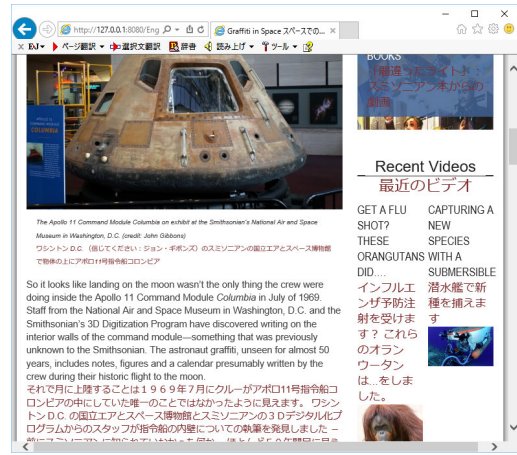 http://127.0.0.1:8080/Eng
Graffiti in Space スペースでの...
EJ ページ翻訳 選択文翻訳 辞書 読み上げ ツール
APOLLO 11
COMMAND MODULE
COLUMBIA
The Apollo 11 Command Module Columbia on exhibit at the Smithsonian's National Air and Space
Museum in Washington, D.C. (credit: John Gibbons)
ワシントン D.C. （信じてください：ジョン・ギボンズ）のスミソニアンの国立エアとスペース博物館
で物体の上にアポロ11号指令船コロンビア
So it looks like landing on the moon wasn't the only thing the crew were
doing inside the Apollo 11 Command Module Columbia in July of 1969.
Staff from the National Air and Space Museum in Washington, D.C. and the
Smithsonian's 3D Digitization Program have discovered writing on the
interior walls of the command module—something that was previously
unknown to the Smithsonian. The astronaut graffiti, unseen for almost 50
years, includes notes, figures and a calendar presumably written by the
crew during their historic flight to the moon.
それで月に上陸することは１９６９年７月にクルーがアポロ11号指令船コ
ロンビアの中にしていた唯一のことではなかったように見えます。 ワシン
トン D.C. の国立エアとスペース博物館とスミソニアンの３Ｄデジタル化プ
ログラムからのスタッフが指令船の内壁についての執筆を発見しました －
BOOKS
スミソニアン本からの
Recent Videos
最近のビデオ
GET A FLU
SHOT?
THESE
ORANGUTANS
DID....
インフルエ
ンザ予防注
射を受けま
す？ これら
のオラン
ウータン
は...をしま
した。
CAPTURING A
NEW
SPECIES
WITH A
SUBMERSIBLE
潜水艦で新
種を捕えま
す